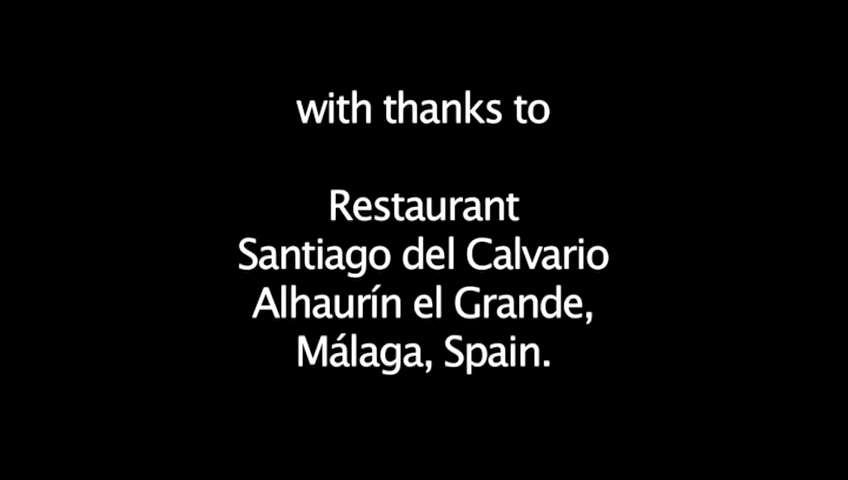 with thanks to
Restaurant
Santiago del Calvario
Alhaurín el Grande,
Málaga, Spain.